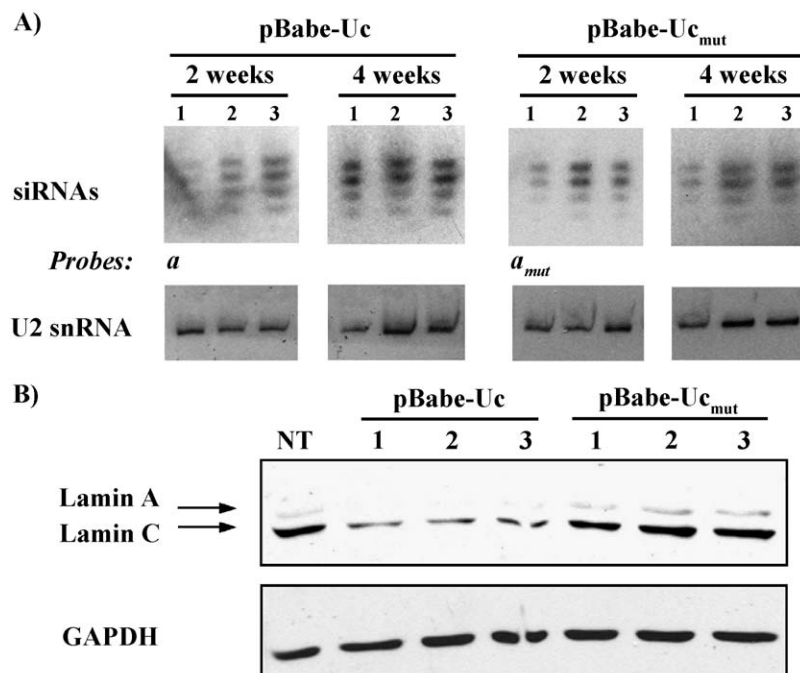 A)
pBabe-Uc pBabe-Uc_mut
2 weeks 4 weeks 2 weeks 4 weeks
1 2 3 1 2 3 1 2 3 1 2 3
siRNAs
Probes: a a_mut
U2 snRNA
B)
pBabe-Uc pBabe-Uc_mut
NT 1 2 3 1 2 3
Lamin A
Lamin C
GAPDH